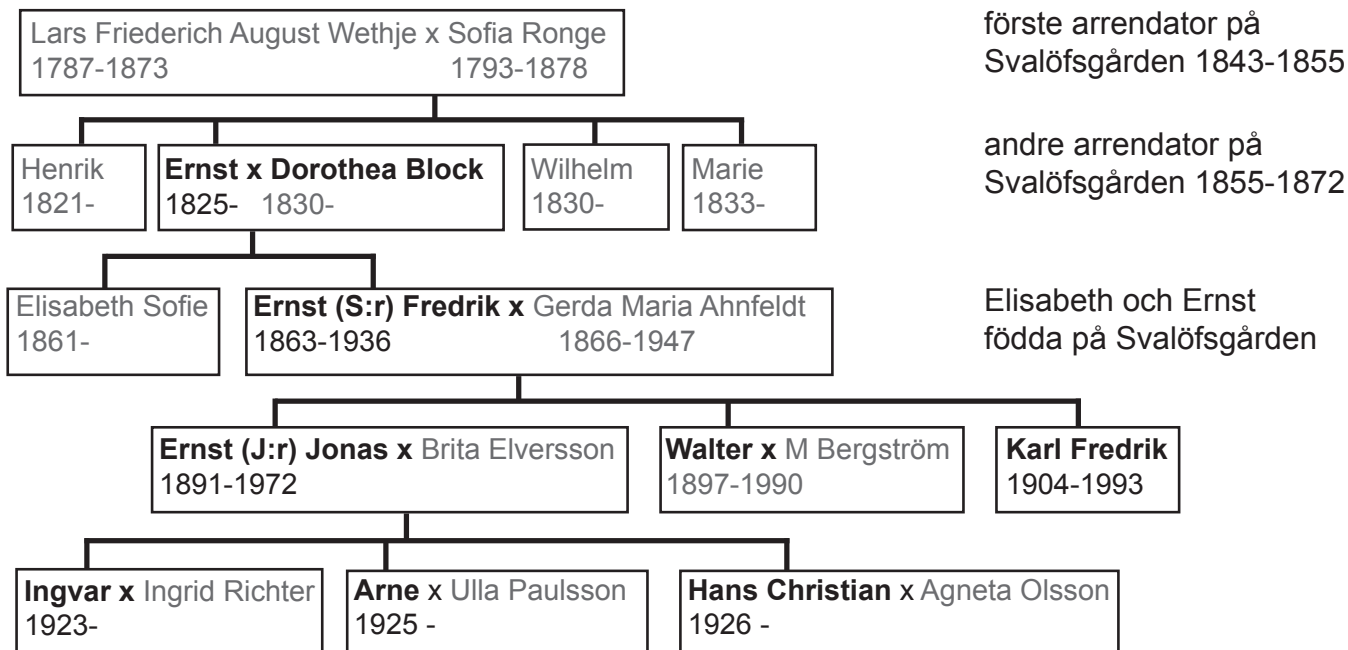 Lars Friederich August Wethje x Sofia Ronge
1787-1873 1793-1878
förste arrendator på
Svalöfsgården 1843-1855
Henrik
1821-
Ernst x Dorothea Block
1825- 1830-
Wilhelm
1830-
Marie
1833-
andre arrendator på
Svalöfsgården 1855-1872
Elisabeth Sofie
1861-
Ernst (S:r) Fredrik x Gerda Maria Ahnfeldt
1863-1936 1866-1947
Elisabeth och Ernst
födda på Svalöfsgården
Ernst (J:r) Jonas x Brita Elversson
1891-1972
Walter x M Bergström
1897-1990
Karl Fredrik
1904-1993
Ingvar x Ingrid Richter
1923-
Arne x Ulla Paulsson
1925 -
Hans Christian x Agneta Olsson
1926 -